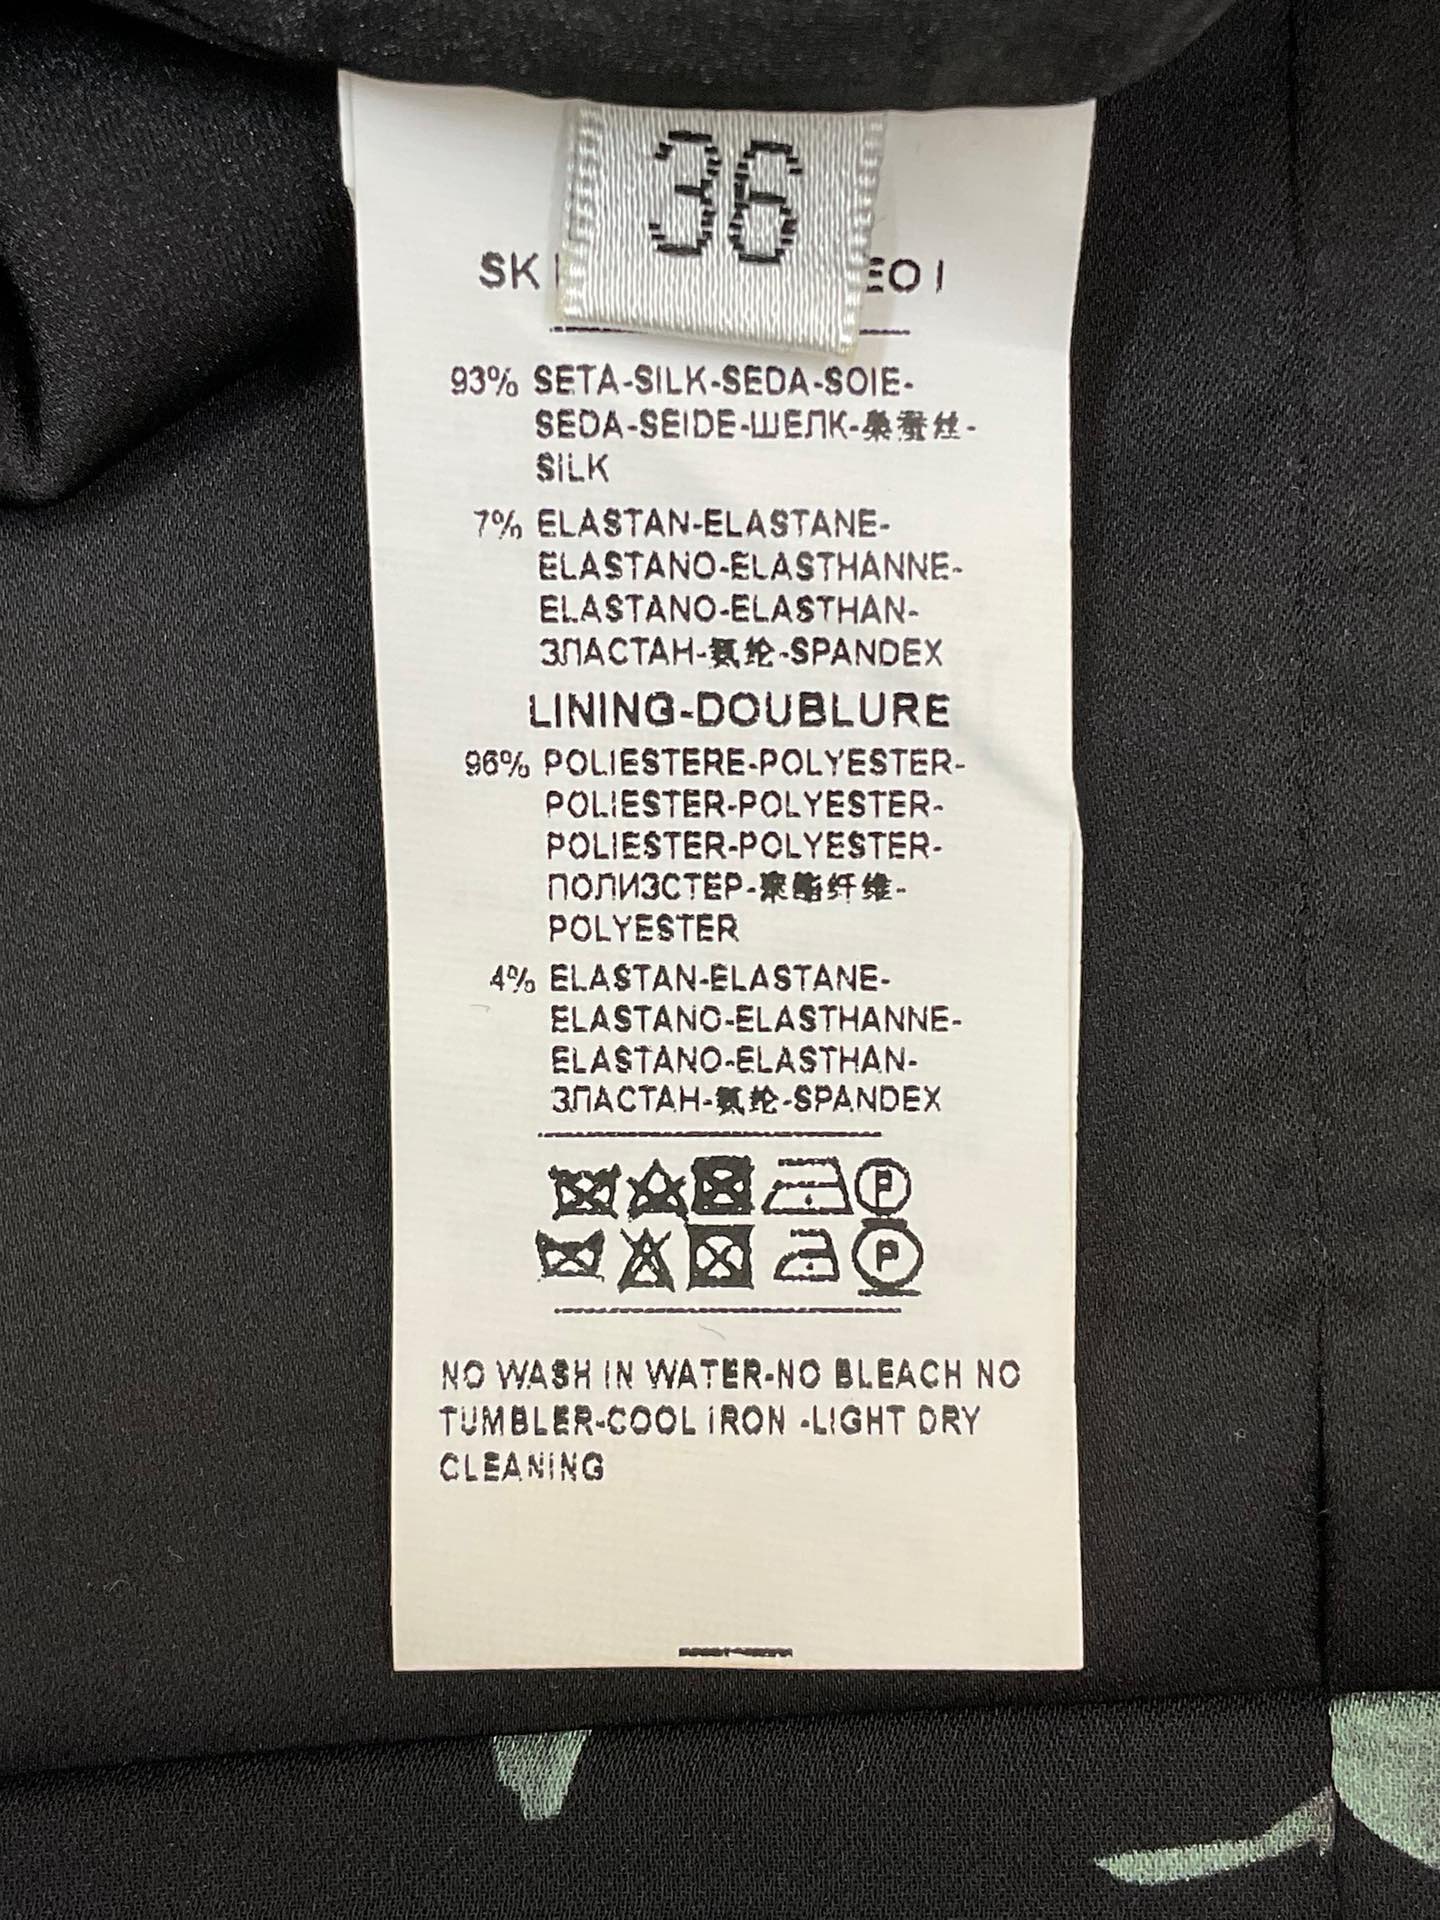 36
93% SETA-SILK-SEDA-SOIE-
SEDA-SEIDE-ШЕЛК-桑蚕丝-
SILK
7% ELASTAN-ELASTANE-
ELASTANO-ELASTHANNE-
ELASTANO-ELASTHAN-
ЗЛАСТАН-氨纶-SPANDEX
LINING-DOUBLURE
96% POLIESTERE-POLYESTER-
POLIESTER-POLYESTER-
POLIESTER-POLYESTER-
ПОЛИЗСТЕР-聚酯纤维-
POLYESTER
4% ELASTAN-ELASTANE-
ELASTANO-ELASTHANNE-
ELASTANO-ELASTHAN-
ЗЛАСТАН-氨纶-SPANDEX
P
P
NO WASH IN WATER-NO BLEACH NO
TUMBLER-COOL IRON -LIGHT DRY
CLEANING